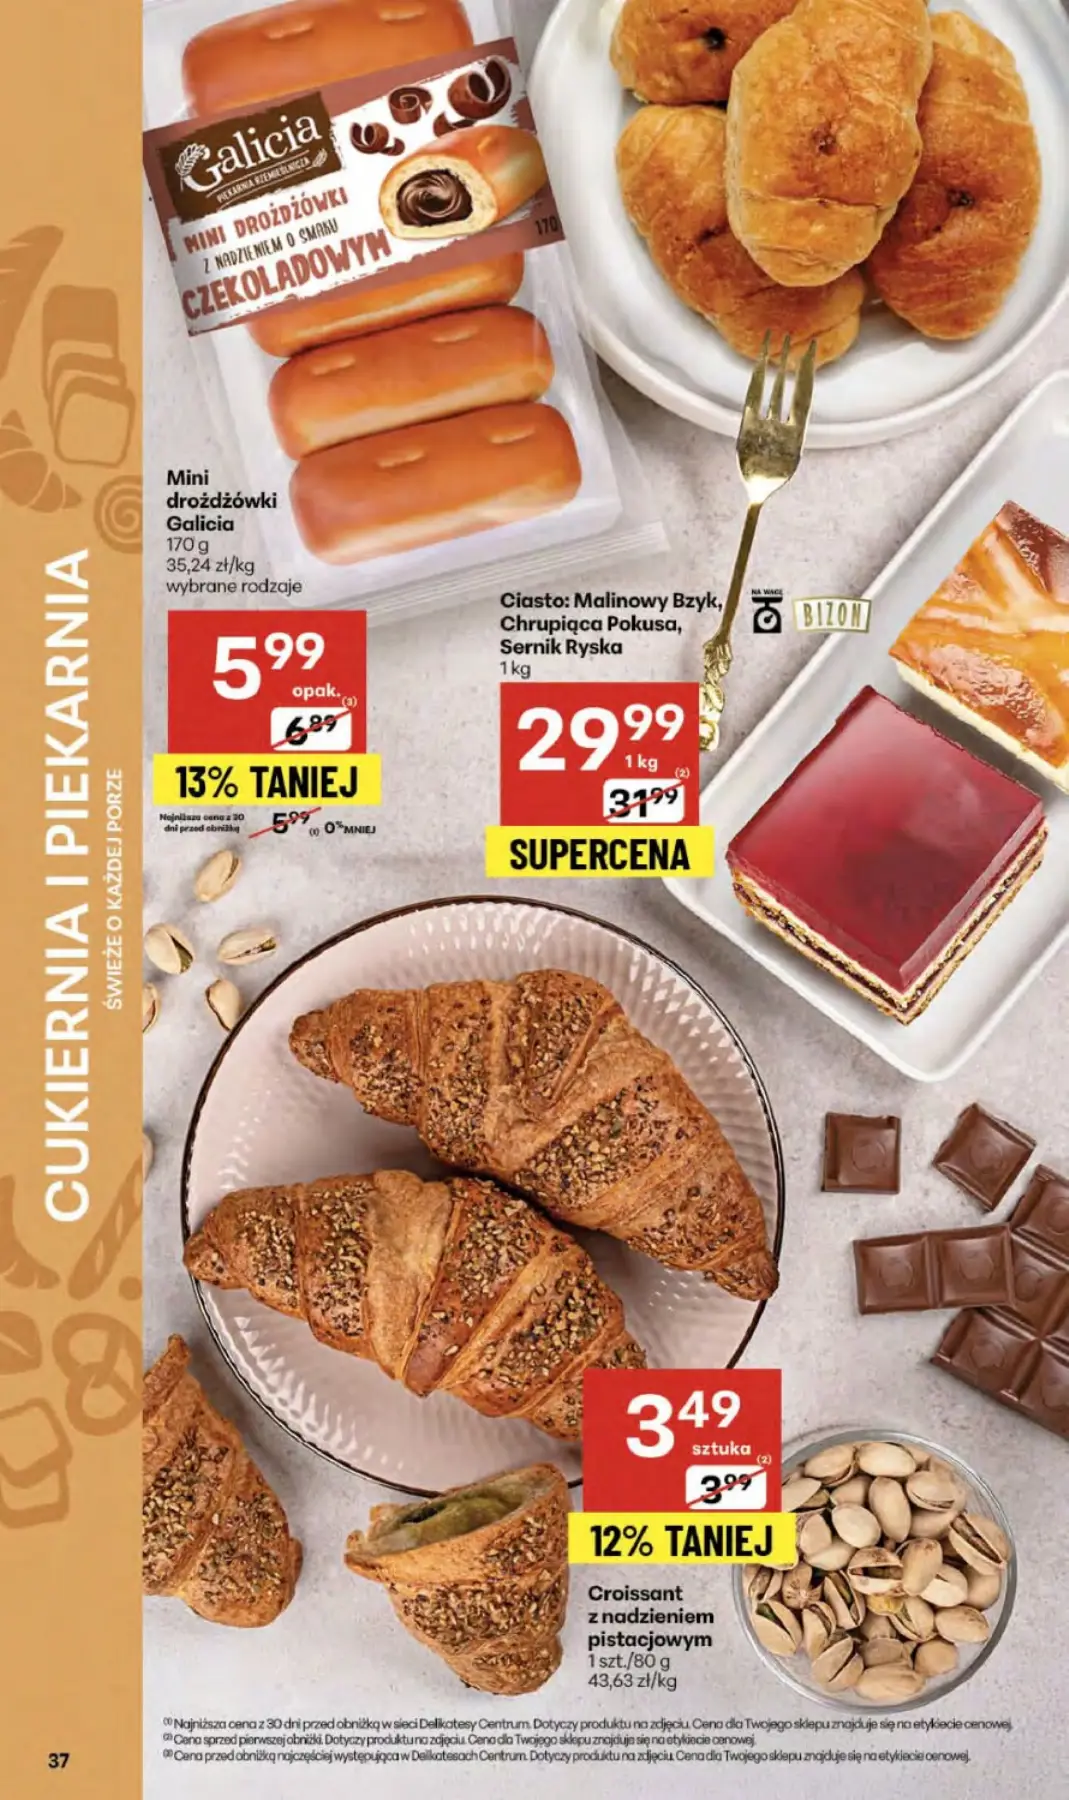 CUKIERNIA I PIEKARNIA
ŚWIEŻE O KAŻDEJ PORZE
Galicia
PIEKARNIA RZEMIEŚLNICZA
MINI DROŻDŻÓWKI
Z NADZIENIEM O SMAKU
CZEKOLADOWYM
170
Mini
drożdżówki
Galicia
170 g
35,24 zł/kg
wybrane rodzaje
5 99
opak.
(3)
6 89
13% TANIEJ
Najniższa cena z 30
dni przed obniżką
5 99 (1) 0% MNIEJ
Ciasto: Malinowy Bzyk,
Chrupiąca Pokusa,
Sernik Ryska
1 kg
NA WAGĘ
BIZON
29 99
1 kg
(2)
31 99
SUPERCENA
3 49
sztuka
(2)
3 99
12% TANIEJ
Croissant
z nadzieniem
pistacjowym
1 szt./80 g
43,63 zł/kg
(1) Najniższa cena z 30 dni przed obniżką w sieci Delikatesy Centrum. Dotyczy produktu na zdjęciu. Cena dla Twojego sklepu znajduje się na etykiecie cenowej.
(2) Cena sprzed pierwszej obniżki. Dotyczy produktu na zdjęciu. Cena dla Twojego sklepu znajduje się na etykiecie cenowej.
(3) Cena przed obniżką najczęściej występująca w Delikatesach Centrum. Dotyczy produktu na zdjęciu. Cena dla Twojego sklepu znajduje się na etykiecie cenowej.
37